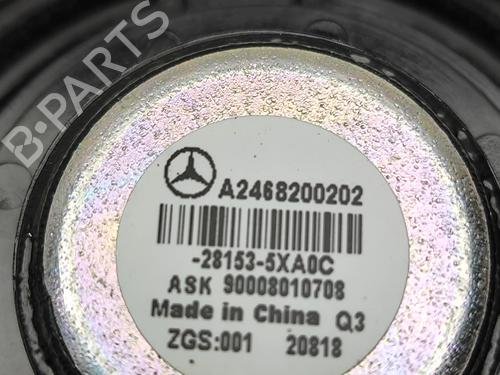 B-PARTS
A2468200202
-28153-5XA0C
ASK 90008010708
Made in China Q3
ZGS:001 20818